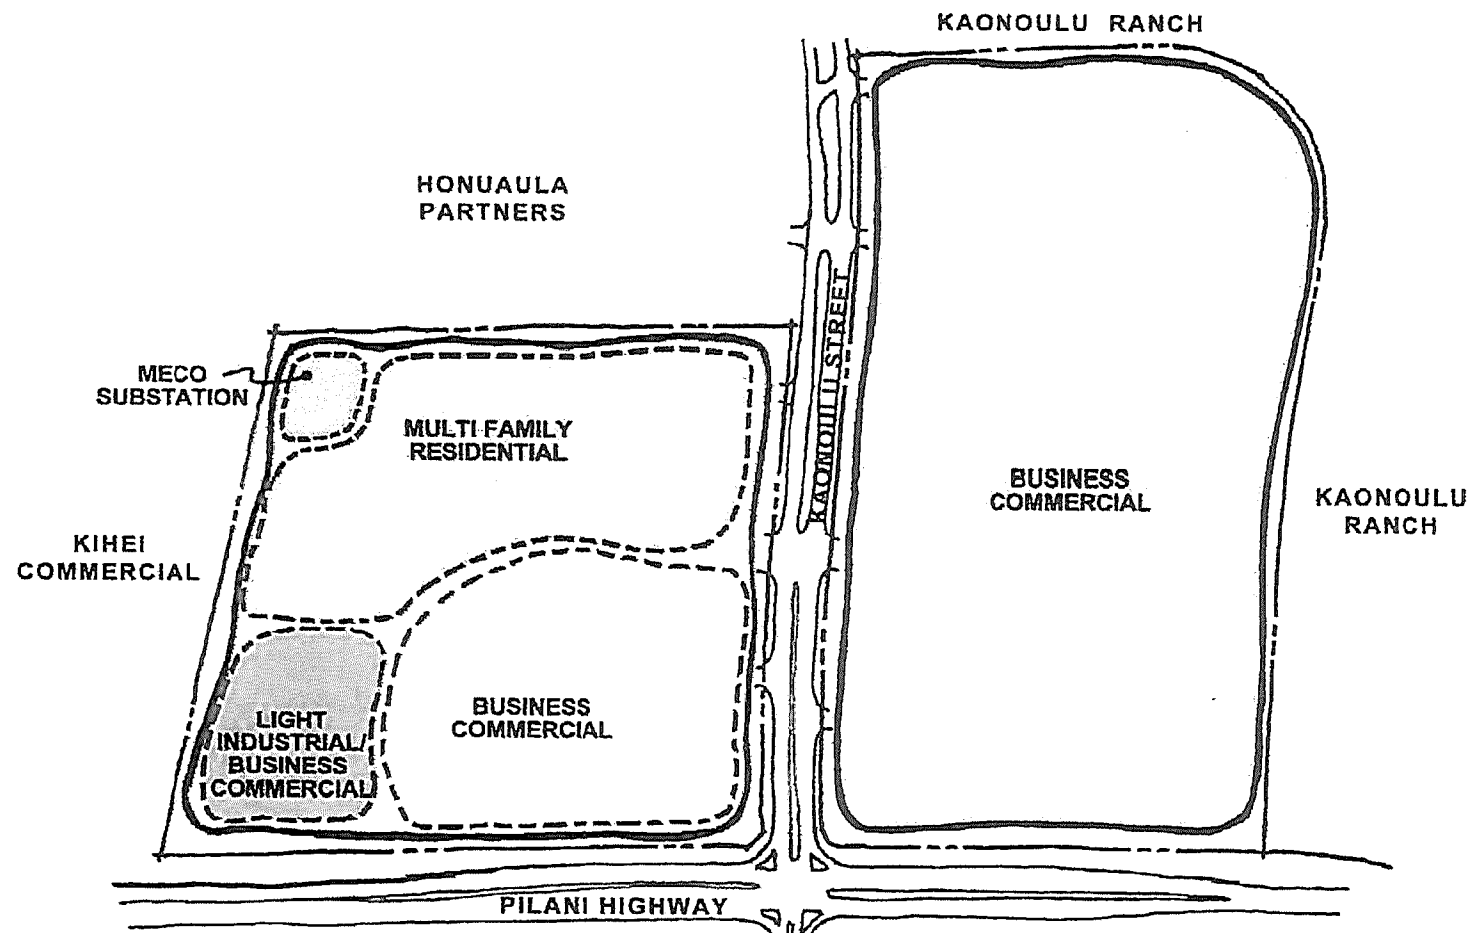 KAONOULU RANCH
HONUAULA
PARTNERS
KAONOULU STREET
MECO
SUBSTATION
MULTI FAMILY
RESIDENTIAL
BUSINESS
COMMERCIAL
KAONOULU
RANCH
KIHEI
COMMERCIAL
LIGHT
INDUSTRIAL/
BUSINESS
COMMERCIAL
BUSINESS
COMMERCIAL
PILANI HIGHWAY